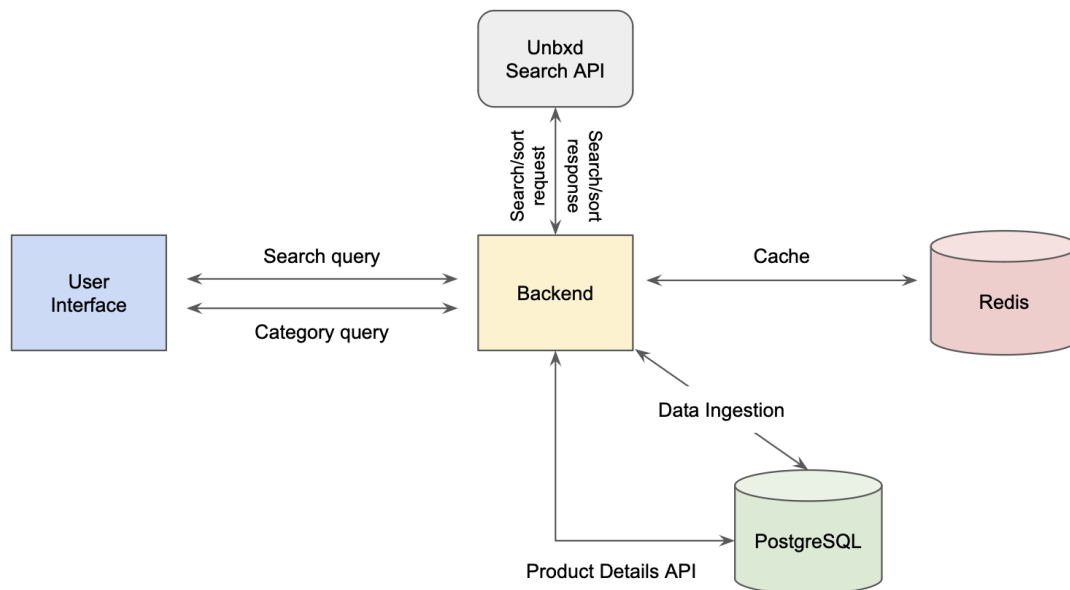 Unbxd
Search API
Search/sort
request
Search/sort
response
User
Interface
Search query
Category query
Backend
Cache
Redis
Data Ingestion
PostgreSQL
Product Details API